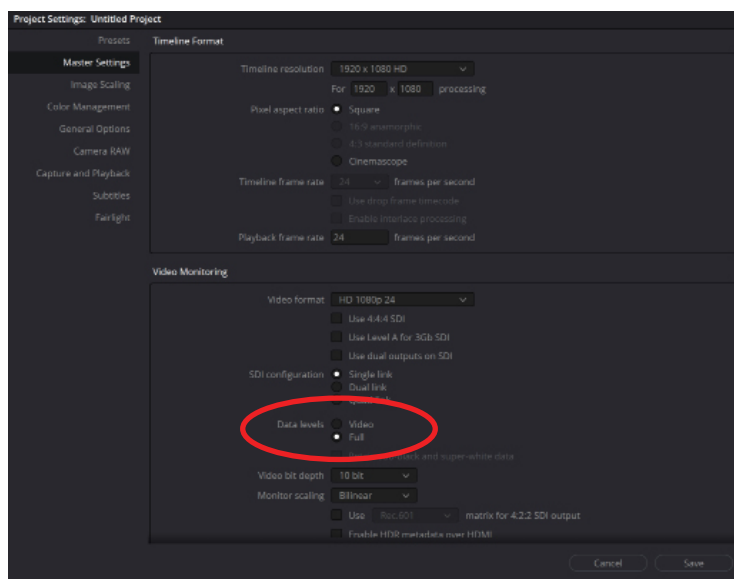 Project Settings: Untitled Project
Presets
Master Settings
Image Scaling
Color Management
General Options
Camera RAW
Capture and Playback
Subtitles
Fairlight
Timeline Format
Timeline resolution 1920 x 1080 HD
For 1920 x 1080 processing
Pixel aspect ratio Square
16:9 anamorphic
4:3 standard definition
Cinemascope
Timeline frame rate 24 frames per second
Use drop frame timecode
Enable interlace processing
Playback frame rate 24 frames per second
Video Monitoring
Video format HD 1080p 24
Use 4:4:4 SDI
Use Level A for 3Gb SDI
Use dual outputs on SDI
SDI configuration Single link
Dual link
Quad link
Data levels Video
Full
black and super-white data
Video bit depth 10 bit
Monitor scaling Bilinear
Use Rec.601 matrix for 4:2:2 SDI output
Enable HDR metadata over HDMI
Cancel Save